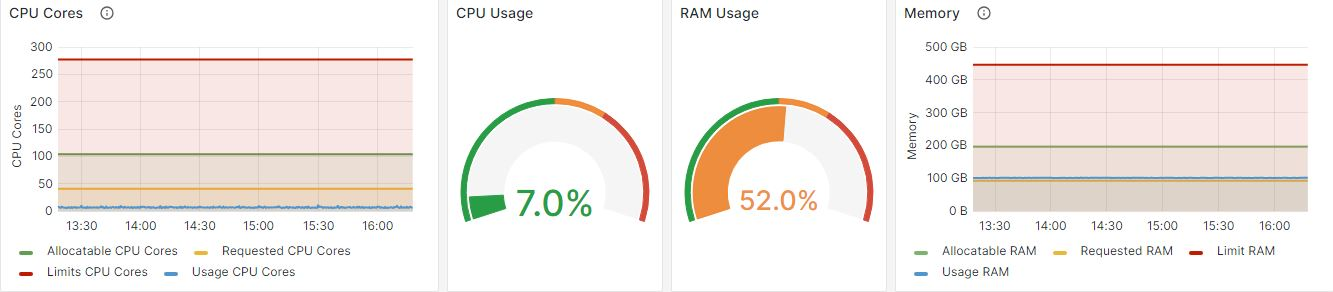 CPU Cores
CPU Usage
RAM Usage
Memory
300
250
200
150
100
50
0
CPU Cores
13:30 14:00 14:30 15:00 15:30 16:00
Allocatable CPU Cores Requested CPU Cores
Limits CPU Cores Usage CPU Cores
7.0%
52.0%
500 GB
400 GB
300 GB
200 GB
100 GB
0 B
Memory
13:30 14:00 14:30 15:00 15:30 16:00
Allocatable RAM Requested RAM Limit RAM
Usage RAM